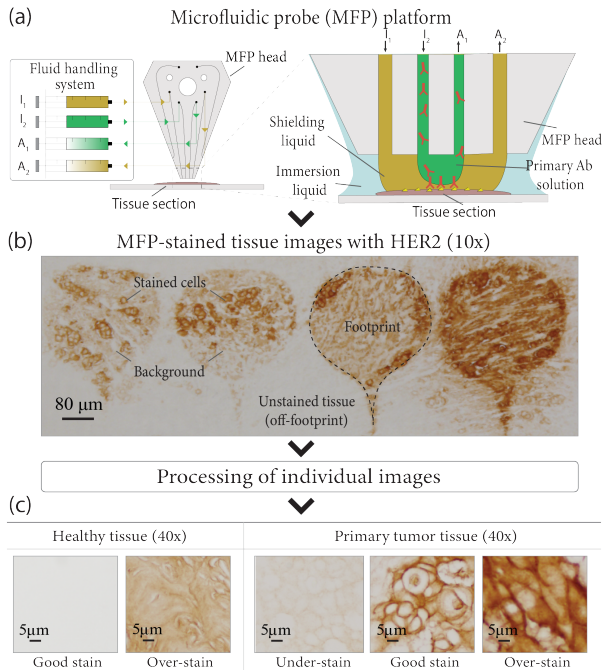 (a)
Microfluidic probe (MFP) platform
Fluid handling
system
I1
I2
A1
A2
MFP head
Tissue section
I1 I2 A1 A2
Shielding
liquid
Immersion
liquid
MFP head
Primary Ab
solution
Tissue section
(b)
MFP-stained tissue images with HER2 (10x)
Stained cells
Background
Footprint
Unstained tissue
(off-footprint)
80 μm
Processing of individual images
(c)
Healthy tissue (40x)
Primary tumor tissue (40x)
5μm
5μm
5μm
5μm
5μm
Good stain
Over-stain
Under-stain
Good stain
Over-stain